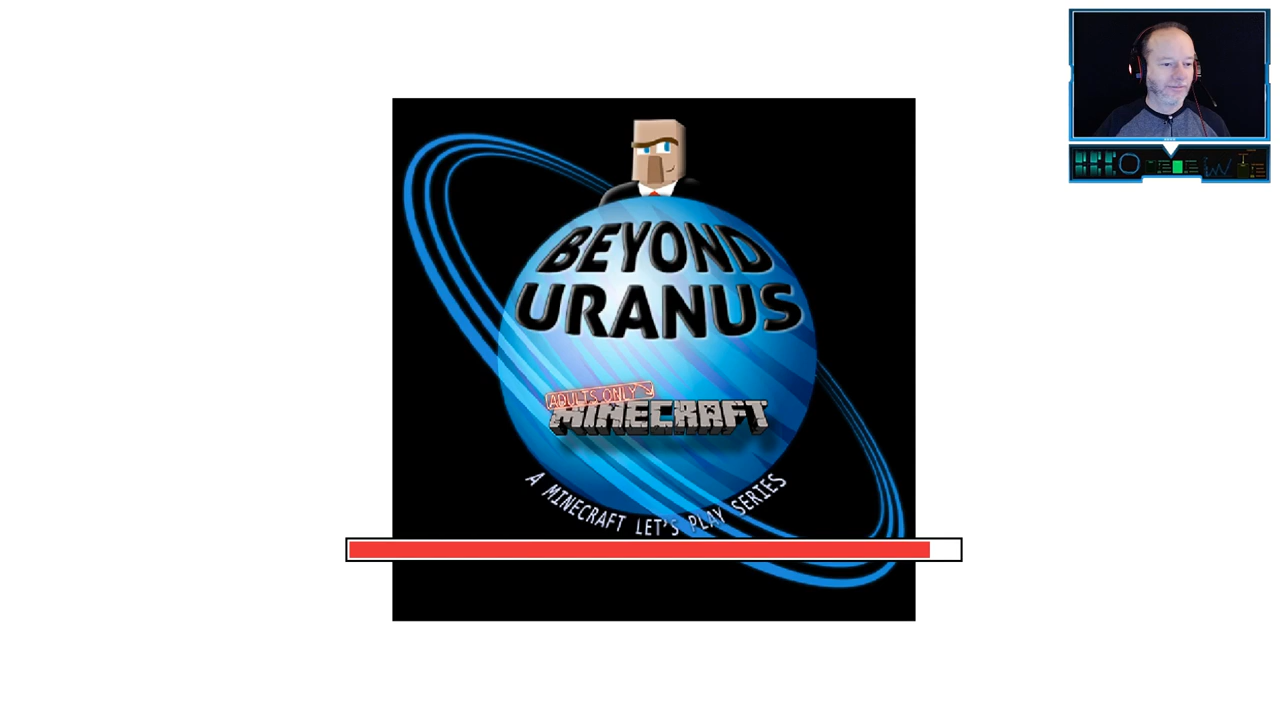 BEYOND
URANUS
ADULTS ONLY
MINECRAFT
A MINECRAFT LET'S PLAY SERIES